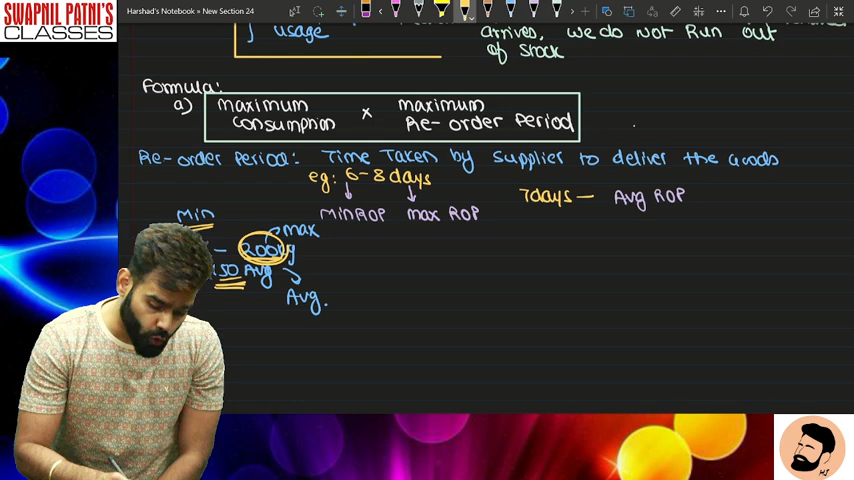 SWAPNIL PATNI'S
CLASSES
Harshad's Notebook » New Section 24
usage
arrives, we do not Run out
of stock
Formula:
a) maximum consumption x maximum Re-order Period
Re-order Period: Time Taken by supplier to deliver the Goods
eg: 6-8 days
7days — Avg ROP
min ROP max ROP
Min
max
- 200kg
150 Avg
Avg.
HS